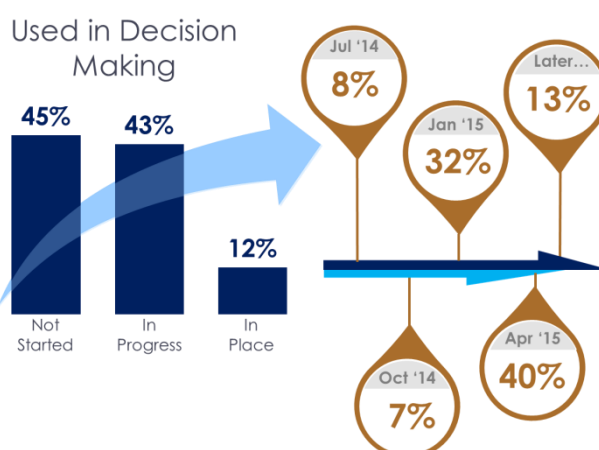 Used in Decision
Making
45%
43%
12%
Not
Started
In
Progress
In
Place
Jul ‘14
8%
Oct ‘14
7%
Jan ‘15
32%
Apr ‘15
40%
Later...
13%